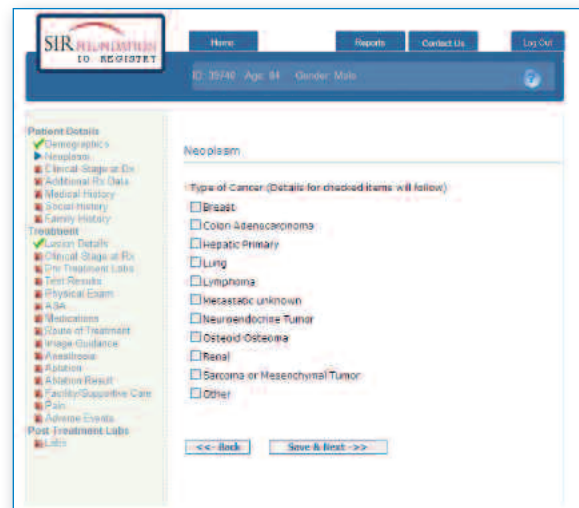 SIR FOUNDATION
IO REGISTRY
Home
Reports
Contact Us
Log Out
ID: 39746 Age: 84 Gender: Male
Patient Details
Demographics
Neoplasm
Clinical Stage at Dx
Additional Rx Data
Medical History
Social History
Family History
Treatment
Lesion Details
Clinical Stage at Rx
Pre Treatment Labs
Test Results
Physical Exam
ASA
Medications
Route of Treatment
Image Guidance
Anesthesia
Ablation
Ablation Result
Facility/Supportive Care
Pain
Adverse Events
Post Treatment Labs
Labs
Neoplasm
Type of Cancer (Details for checked items will follow)
Breast
Colon Adenocarcinoma
Hepatic Primary
Lung
Lymphoma
Metastatic unknown
Neuroendocrine Tumor
Osteoid Osteoma
Renal
Sarcoma or Mesenchymal Tumor
Other
<<- Back
Save & Next ->>